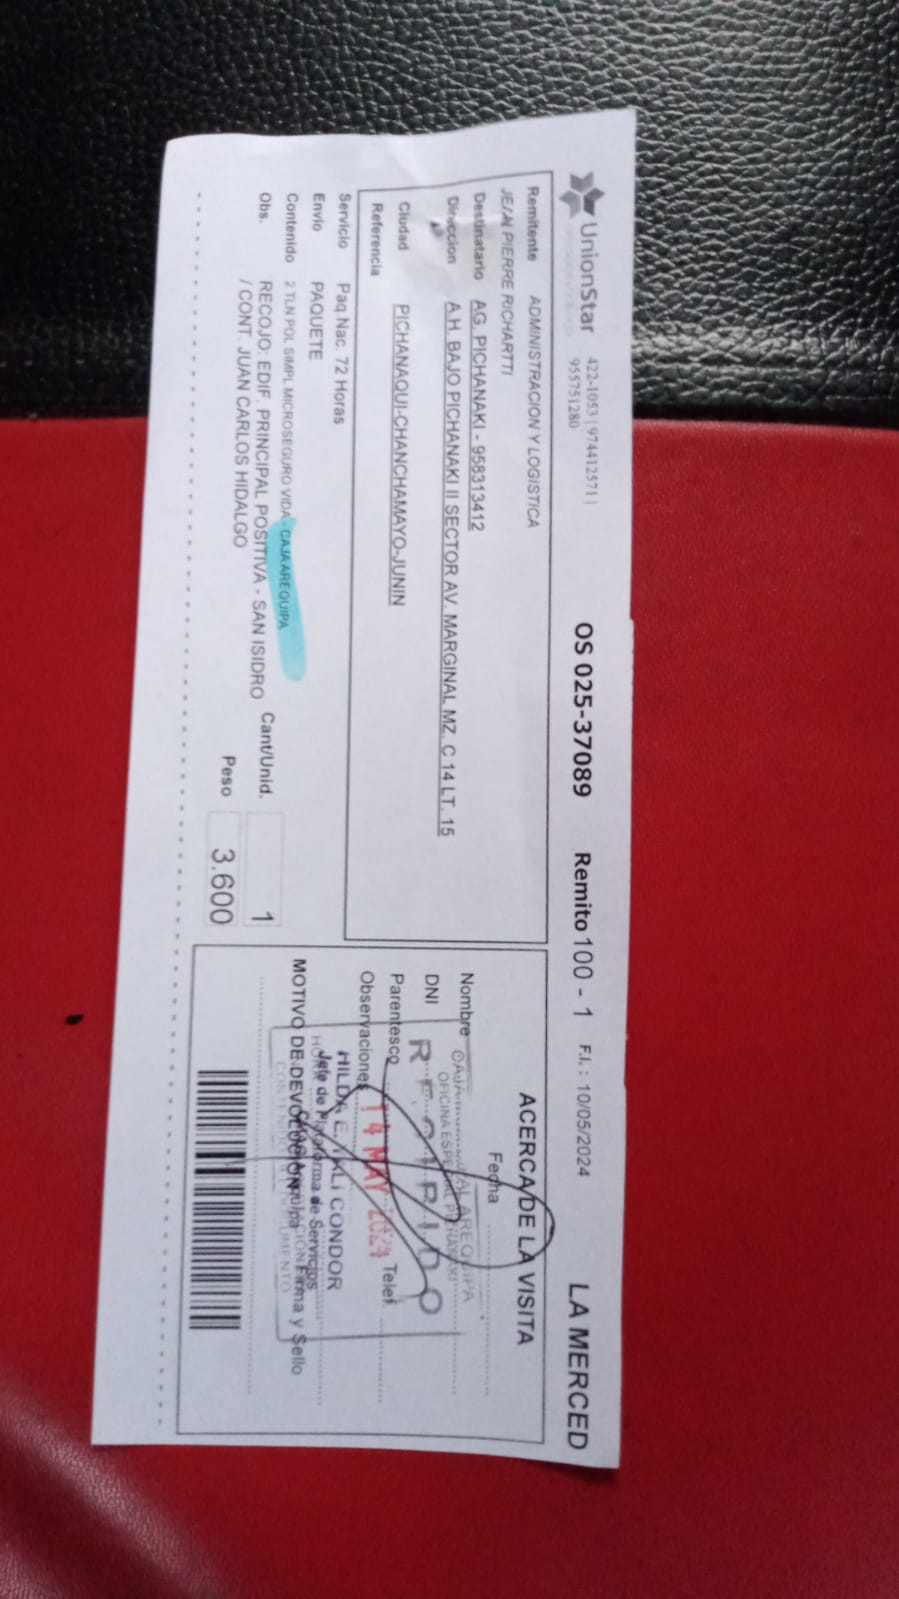 UnionStar
422-1053 | 974412571 |
955751280
OS 025-37089
Remito 100 - 1
F.I. : 10/05/2024
LA MERCED
Remitente ADMINISTRACION Y LOGISTICA
JEAN PIERRE RICHARTTI
Destinatario AG. PICHANAKI - 958313412
Direccion A.H. BAJO PICHANAKI II SECTOR AV. MARGINAL MZ. C 14 LT. 15
Ciudad PICHANAQUI-CHANCHAMAYO-JUNIN
Referencia
Servicio Paq.Nac. 72 Horas
Envio PAQUETE
Contenido 2 TLN POL SIMPL MICROSEGURO VIDA - CAJA AREQUIPA
Obs. RECOJO: EDIF. PRINCIPAL POSITIVA - SAN ISIDRO
/ CONT. JUAN CARLOS HIDALGO
Cant/Unid. 1
Peso 3.600
ACERCA DE LA VISITA
Fecha
Nombre
DNI
Parentesco
Telef
Observaciones
MOTIVO DE DEVOLUCION
Firma y Sello
AREQUIPA
OFICINA ESPECIAL PICHANAKI
RECIBIDO
14 MAY 2024
CONDOR
Jefe de Plataforma de Servicios